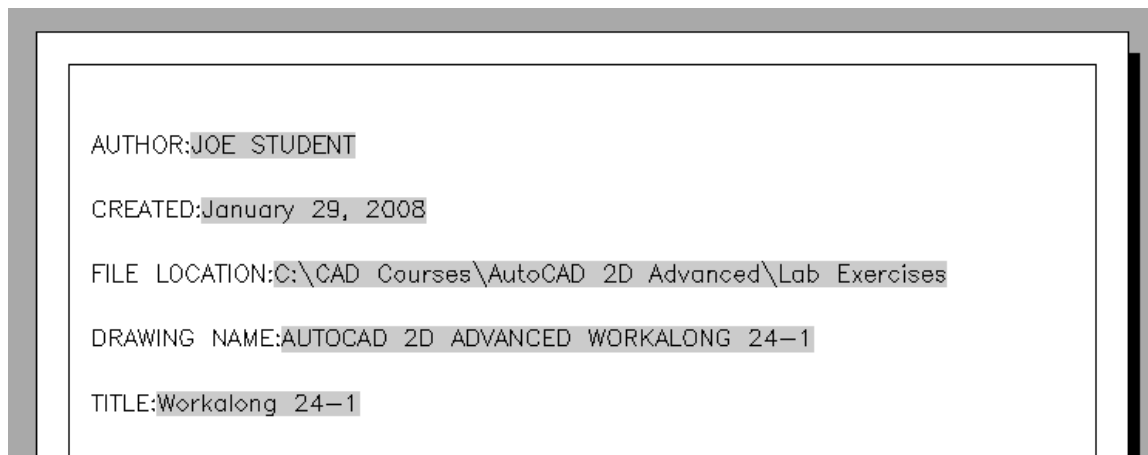 AUTHOR:JOE STUDENT
CREATED:January 29, 2008
FILE LOCATION:C:\CAD Courses\AutoCAD 2D Advanced\Lab Exercises
DRAWING NAME:AUTOCAD 2D ADVANCED WORKALONG 24-1
TITLE:Workalong 24-1